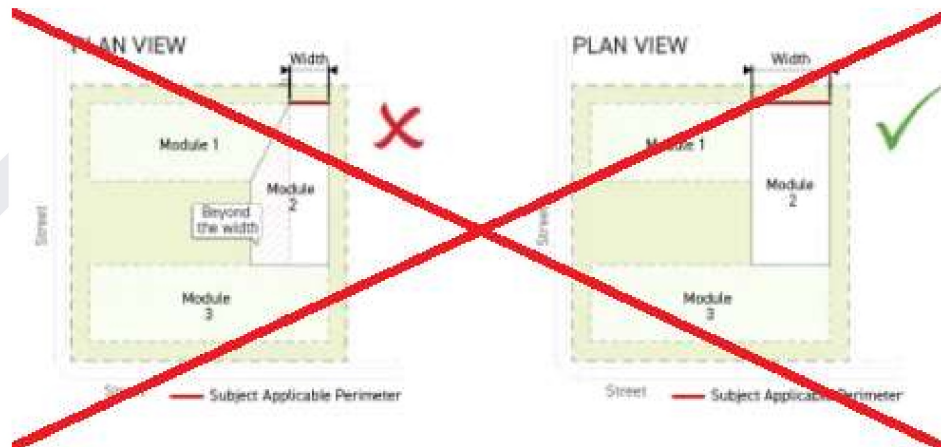 PLAN VIEW
Width
Module 1
Module
2
Beyond
the width
Street
Module
3
Street
Subject Applicable Perimeter
PLAN VIEW
Width
Module 1
Module
2
Street
Module
3
Street
Subject Applicable Perimeter